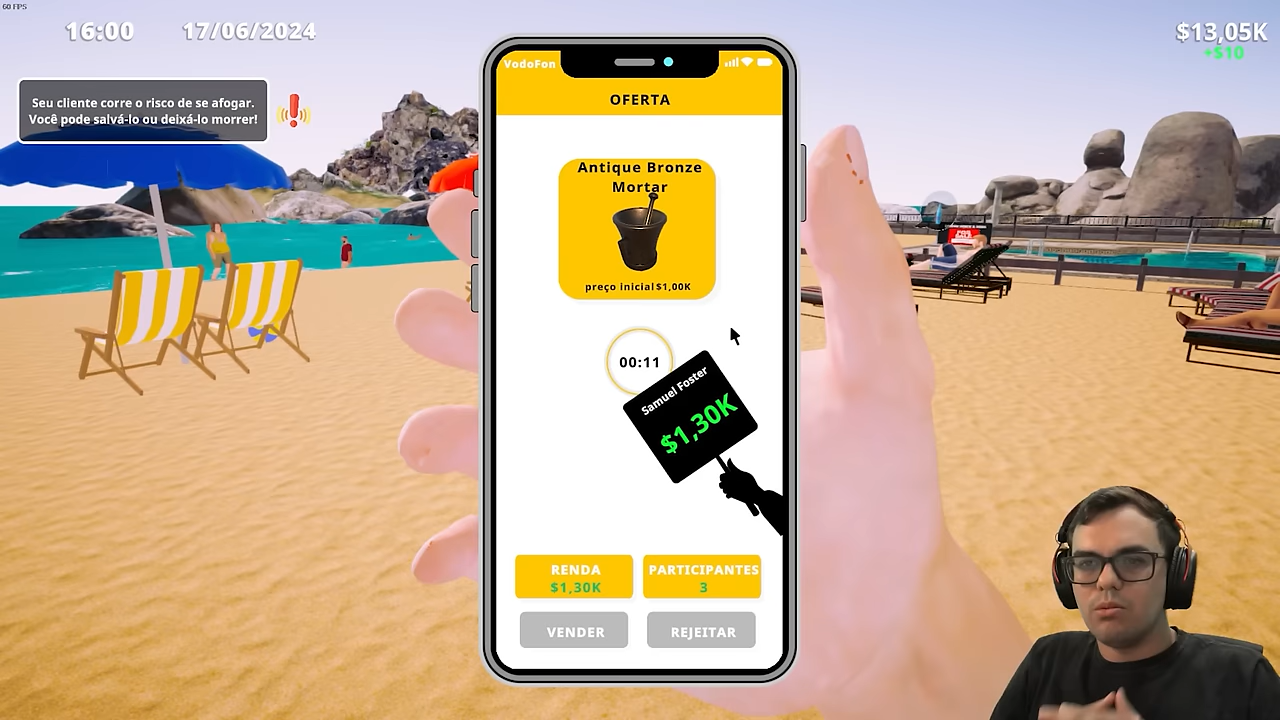 60 FPS
16:00
17/06/2024
$13,05K
+$10
Seu cliente corre o risco de se afogar.
Você pode salvá-lo ou deixá-lo morrer!
VodoFon
OFERTA
Antique Bronze
Mortar
preço inicial $1,00K
00:11
Samuel Foster
$1,30K
RENDA
$1,30K
PARTICIPANTES
3
VENDER
REJEITAR